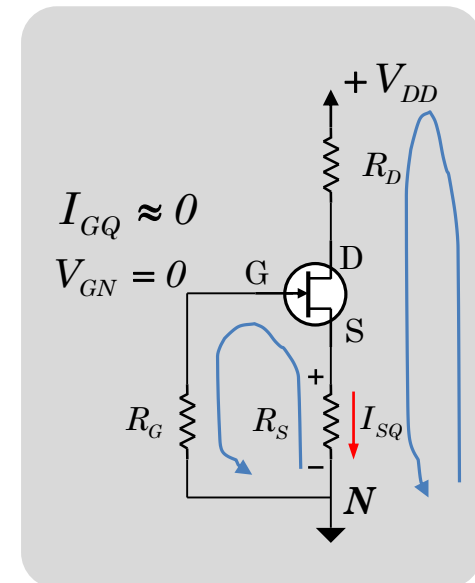 + V_DD
R_D
I_GQ ≈ 0
V_GN = 0
G
D
S
+
R_G
R_S
I_SQ
−
N